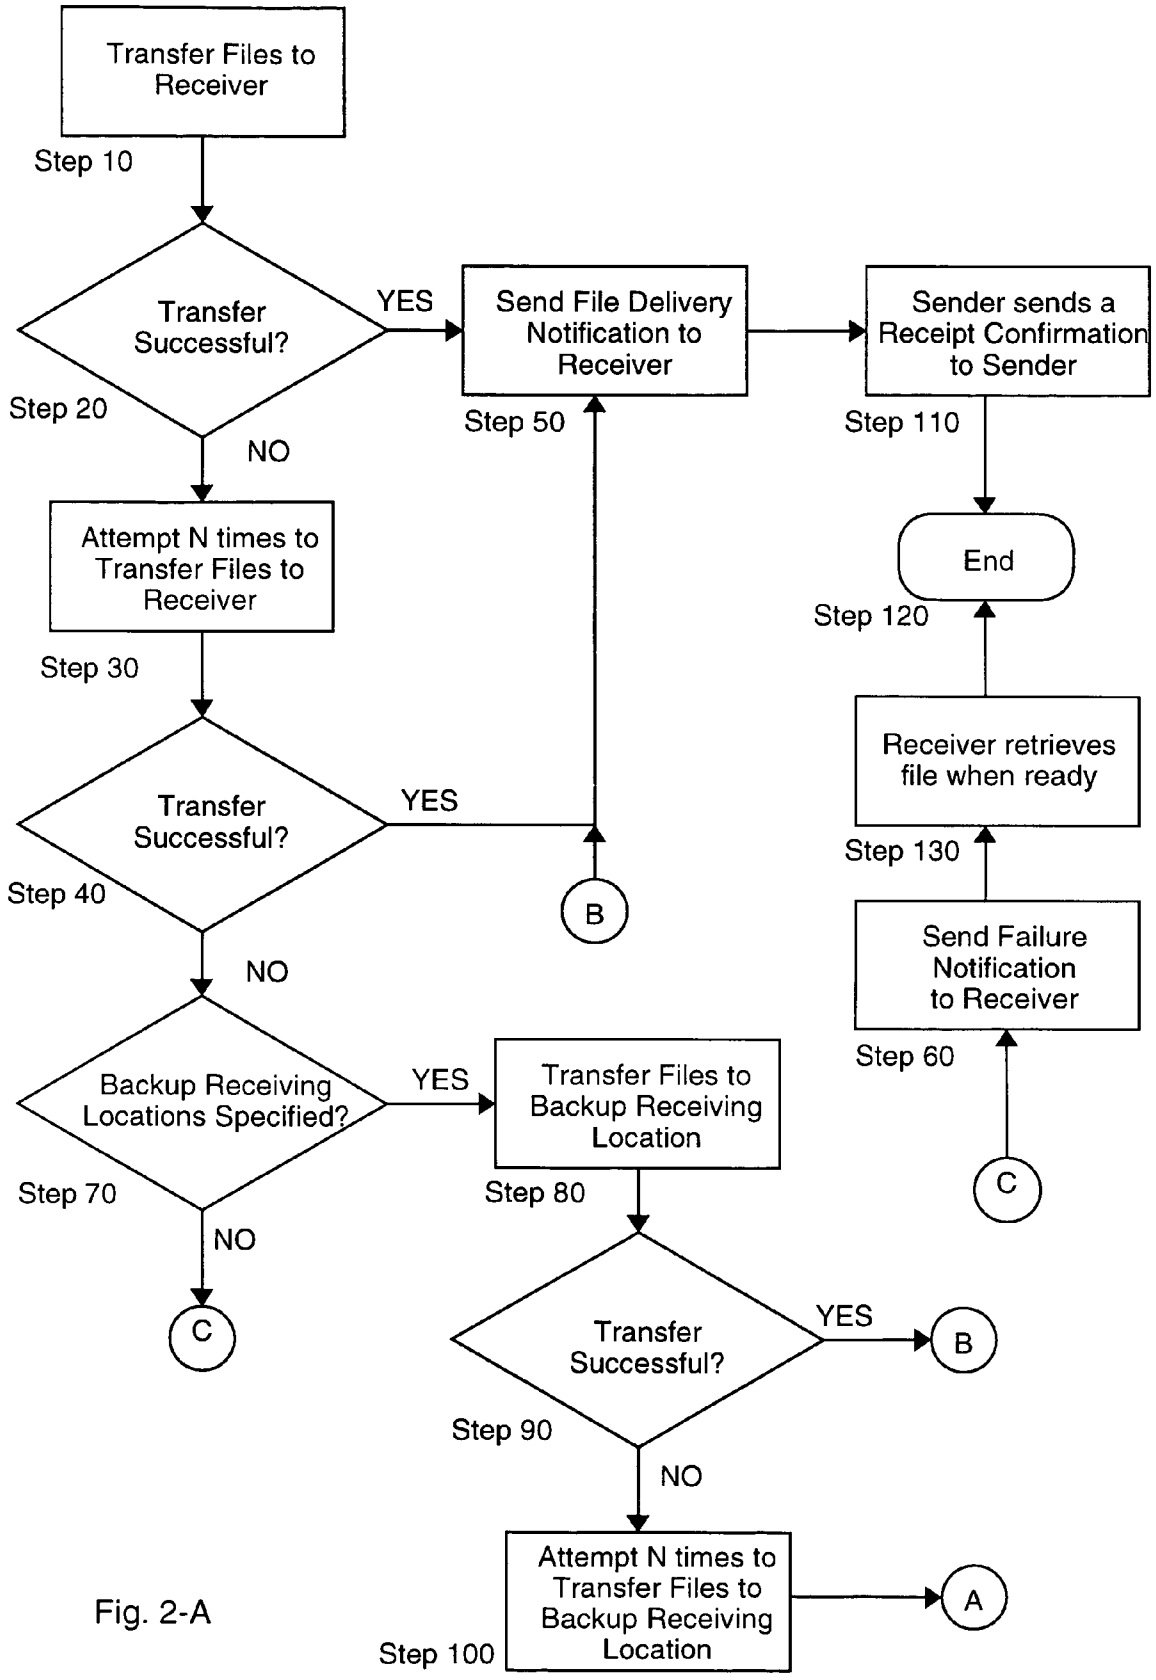 Transfer Files to
Receiver
Step 10
Transfer
Successful?
Step 20
YES
NO
Send File Delivery
Notification to
Receiver
Step 50
Sender sends a
Receipt Confirmation
to Sender
Step 110
End
Step 120
Attempt N times to
Transfer Files to
Receiver
Step 30
Transfer
Successful?
Step 40
YES
NO
B
Receiver retrieves
file when ready
Step 130
Send Failure
Notification
to Receiver
Step 60
C
Backup Receiving
Locations Specified?
Step 70
YES
NO
C
Transfer Files to
Backup Receiving
Location
Step 80
Transfer
Successful?
Step 90
YES
B
NO
Attempt N times to
Transfer Files to
Backup Receiving
Location
Step 100
A
Fig. 2-A